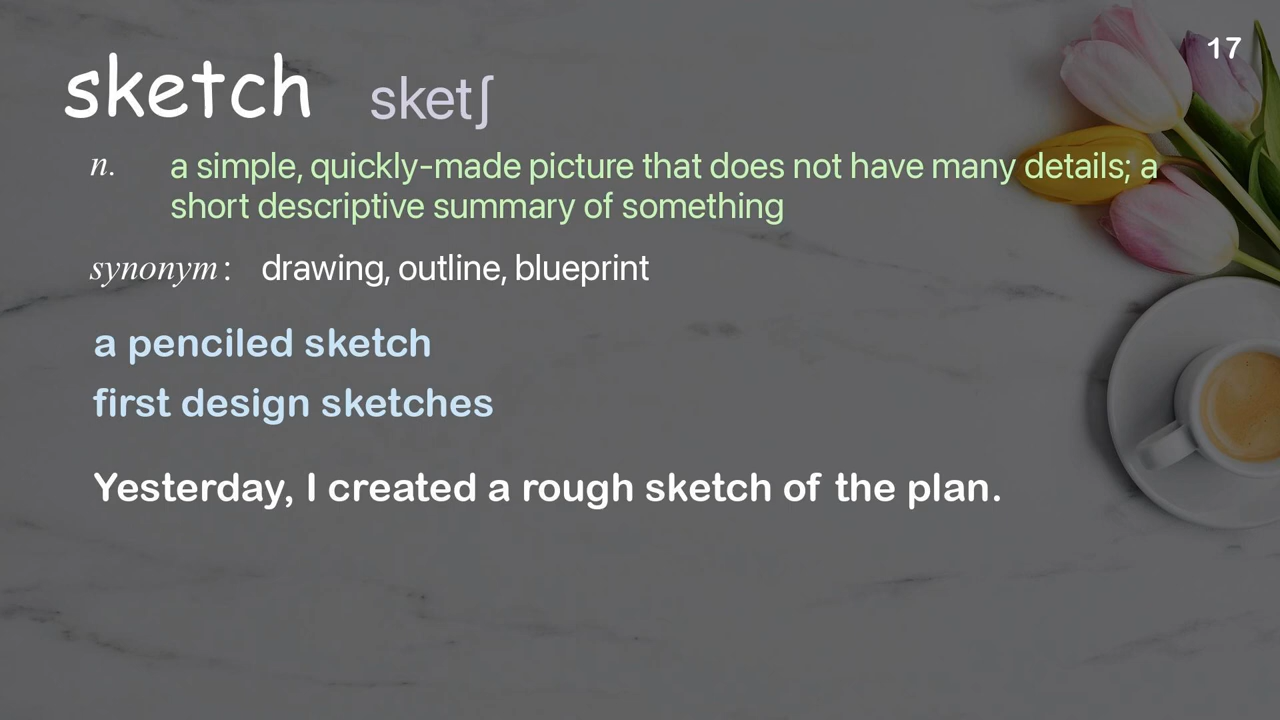 17
sketch sketʃ
n. a simple, quickly-made picture that does not have many details; a
short descriptive summary of something
synonym: drawing, outline, blueprint
a penciled sketch
first design sketches
Yesterday, I created a rough sketch of the plan.